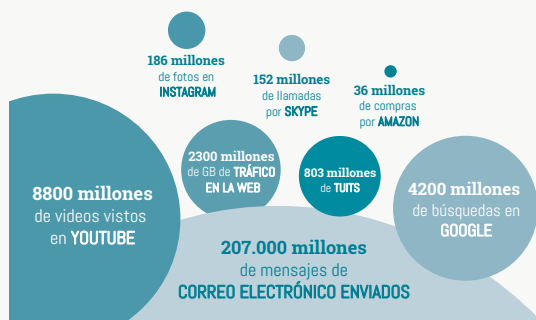 186 millones
de fotos en
INSTAGRAM
152 millones
de llamadas
por SKYPE
36 millones
de compras
por AMAZON
2300 millones
de GB de TRÁFICO
EN LA WEB
803 millones
de TUITS
8800 millones
de videos vistos
en YOUTUBE
4200 millones
de búsquedas en
GOOGLE
207.000 millones
de mensajes de
CORREO ELECTRÓNICO ENVIADOS